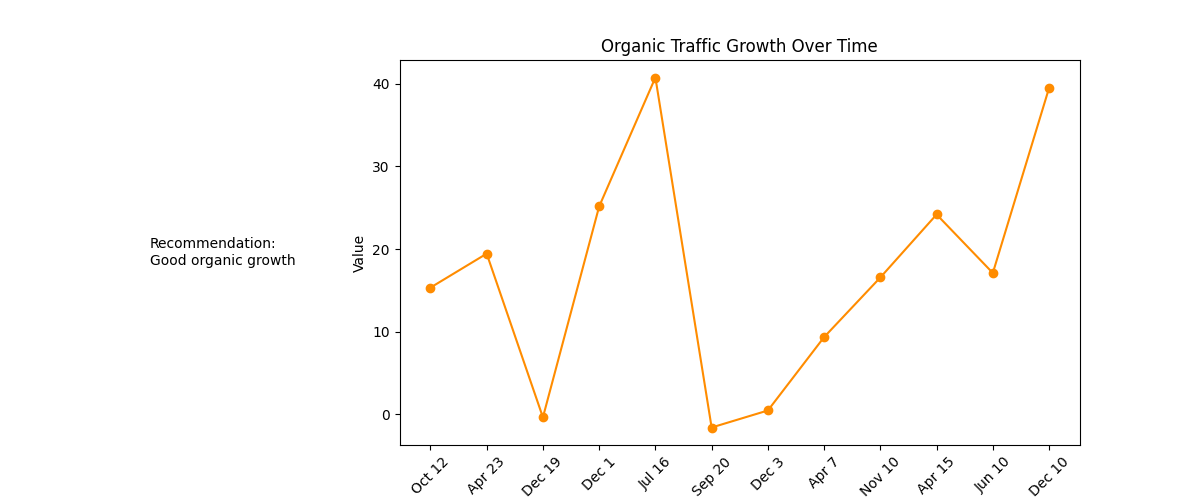 Organic Traffic Growth Over Time
Recommendation:
Good organic growth
Value
40
30
20
10
0
Oct 12
Apr 23
Dec 19
Dec 1
Jul 16
Sep 20
Dec 3
Apr 7
Nov 10
Apr 15
Jun 10
Dec 10